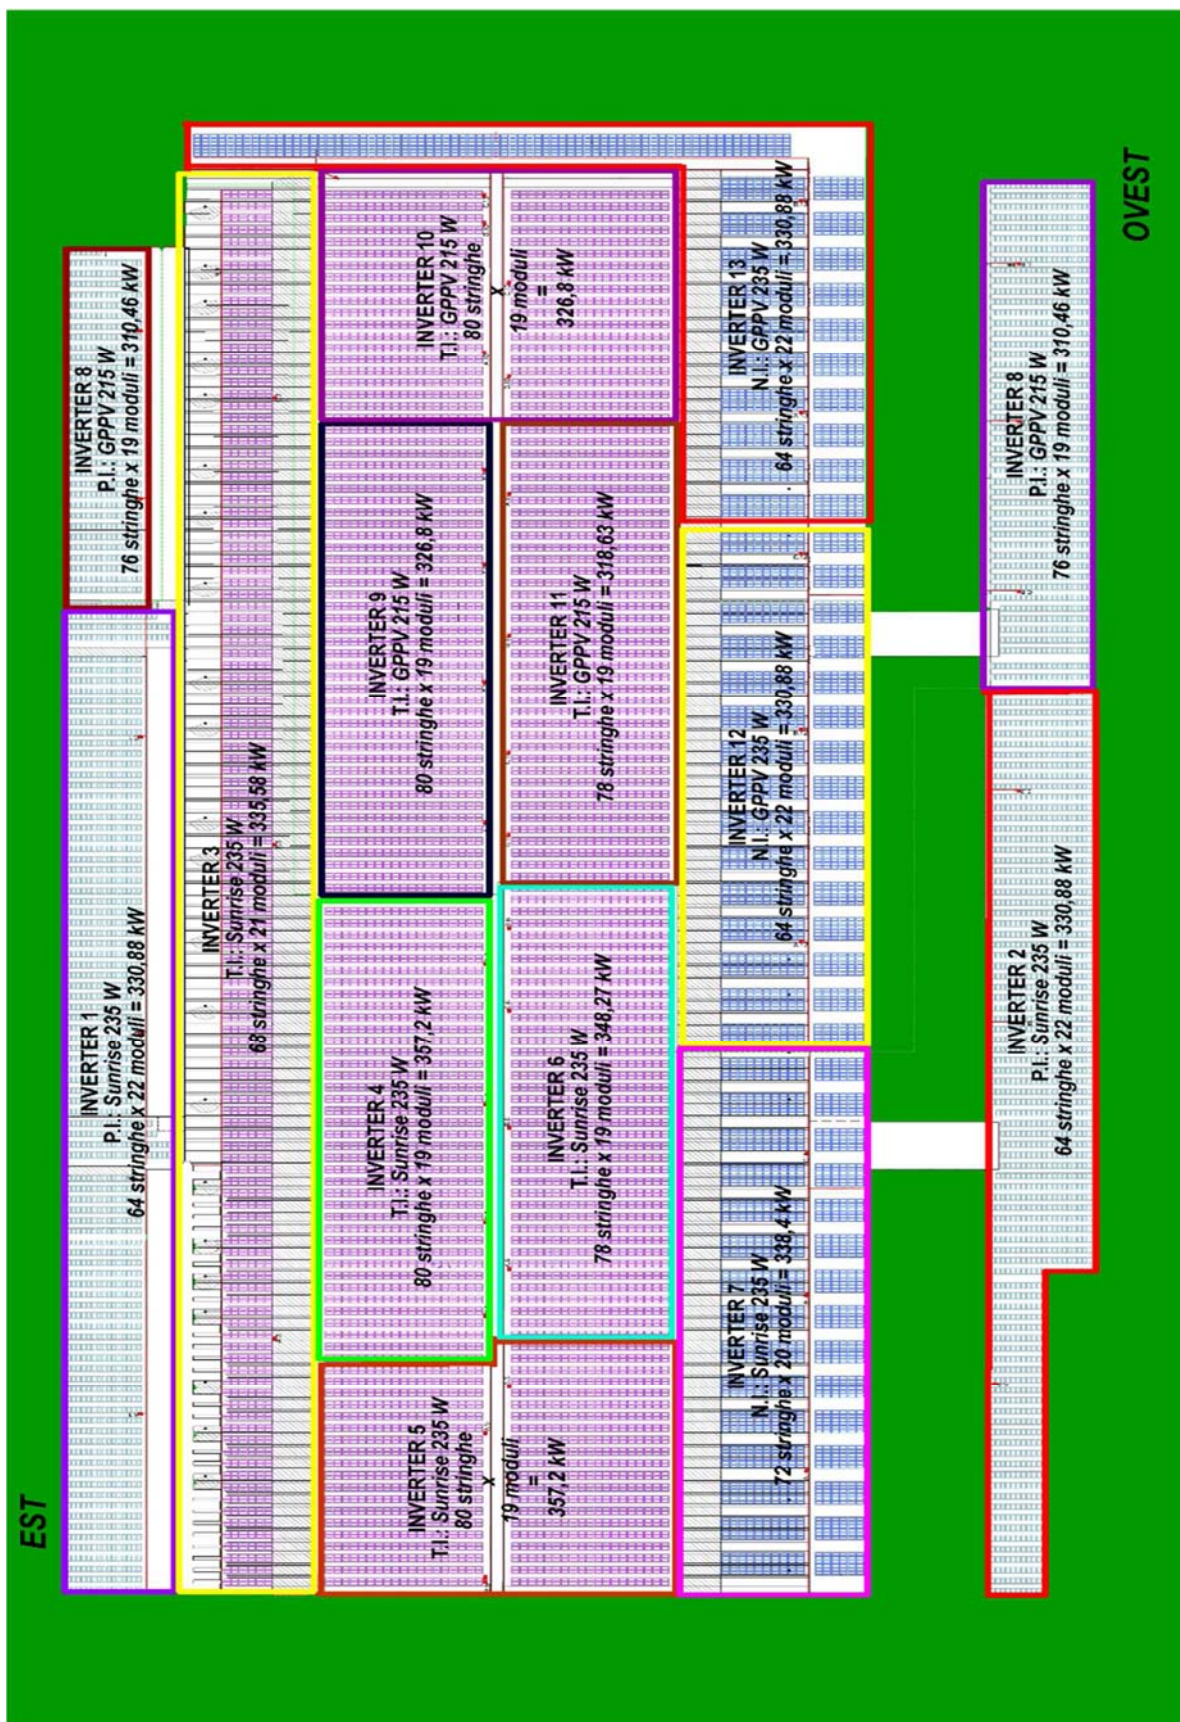 EST
OVEST
INVERTER 1
P.I.: Sunrise 235 W
64 stringhe x 22 moduli = 330,88 kW
INVERTER 8
P.I.: GPPV 215 W
76 stringhe x 19 moduli = 310,46 kW
INVERTER 3
T.I.: Sunrise 235 W
68 stringhe x 21 moduli = 335,58 kW
INVERTER 5
T.I.: Sunrise 235 W
80 stringhe
x
19 moduli
=
357,2 kW
INVERTER 4
T.I.: Sunrise 235 W
80 stringhe x 19 moduli = 357,2 kW
INVERTER 9
T.I.: GPPV 215 W
80 stringhe x 19 moduli = 326,8 kW
INVERTER 10
T.I.: GPPV 215 W
80 stringhe
x
19 moduli
=
326,8 kW
INVERTER 6
T.I.: Sunrise 235 W
78 stringhe x 19 moduli = 348,27 kW
INVERTER 11
T.I.: GPPV 215 W
78 stringhe x 19 moduli = 318,63 kW
INVERTER 7
N.I.: Sunrise 235 W
72 stringhe x 20 moduli = 338,4 kW
INVERTER 12
N.I.: GPPV 235 W
64 stringhe x 22 moduli = 330,88 kW
INVERTER 13
N.I.: GPPV 235 W
64 stringhe x 22 moduli = 330,88 kW
INVERTER 2
P.I.: Sunrise 235 W
64 stringhe x 22 moduli = 330,88 kW
INVERTER 8
P.I.: GPPV 215 W
76 stringhe x 19 moduli = 310,46 kW